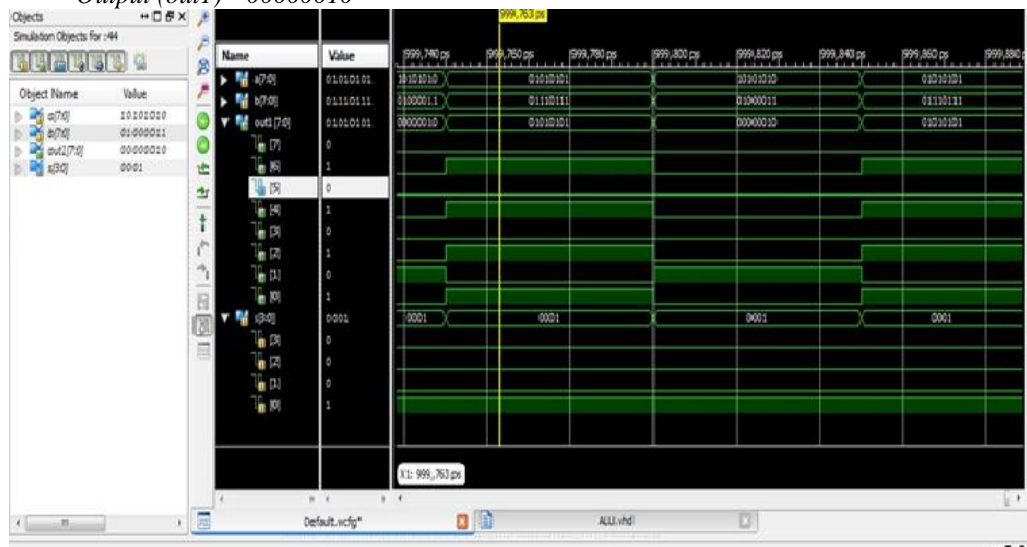 Output (out1) = 00000010
Objects
Simulation Objects for :44
Object Name Value
a[7:0] 10101010
b[7:0] 01000011
out2[7:0] 00000010
s[3:0] 0001
999,763 ps
Name Value
999,740 ps 999,760 ps 999,780 ps 999,800 ps 999,820 ps 999,840 ps 999,860 ps 999,880
a[7:0] 01010101 10101010 01010101 10101010 01010101
b[7:0] 01110111 01110111 01000011 01110111
out1[7:0] 01010101 00000010 01010101 00000010 01010101
[7] 0
[6] 1
[5] 0
[4] 1
[3] 0
[2] 1
[1] 0
[0] 1
s[3:0] 0001 0001 0001 0001 0001
[3] 0
[2] 0
[1] 0
[0] 1
X1: 999,763 ps
Default.wcfg*
ALU.vhd